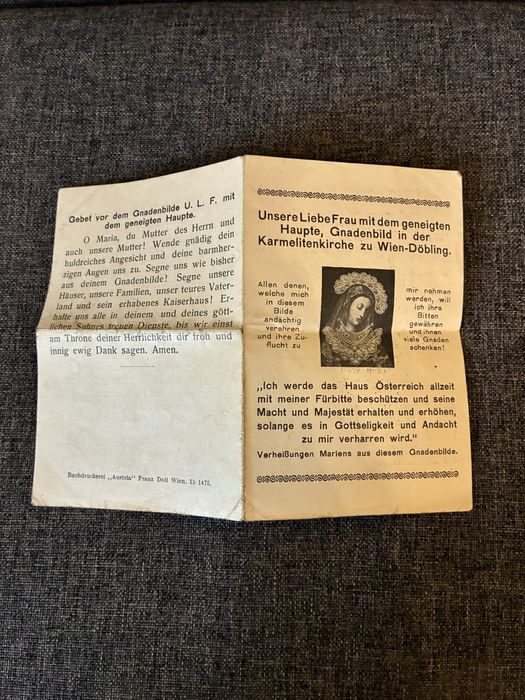 Gebet vor dem Gnadenbilde U. L. F. mit
dem geneigten Haupte.
O Maria, du Mutter des Herrn und
auch unsere Mutter! Wende gnädig dein
huldreiches Angesicht und deine barmher-
zigen Augen uns zu. Segne uns wie bisher
aus deinem Gnadenbilde! Segne unsere
Häuser, unsere Familien, unser teures Vater-
land und sein erhabenes Kaiserhaus! Er-
halte uns alle in deinem und deines gött-
lichen Sohnes treuen Dienste, bis wir einst
am Throne deiner Herrlichkeit dir froh und
innig ewig Dank sagen. Amen.
Buchdruckerei „Austria“ Franz Doll Wien. 15 1475.
Unsere Liebe Frau mit dem geneigten
Haupte, Gnadenbild in der
Karmelitenkirche zu Wien-Döbling.
Allen denen,
welche mich
in diesem
Bilde
andächtig
verehren
und ihre Zu-
flucht zu
mir nehmen
werden, will
ich ihre
Bitten
gewähren
und ihnen
viele Gnaden
schenken!
„Ich werde das Haus Österreich allzeit
mit meiner Fürbitte beschützen und seine
Macht und Majestät erhalten und erhöhen,
solange es in Gottseligkeit und Andacht
zu mir verharren wird.“
Verheißungen Mariens aus diesem Gnadenbilde.